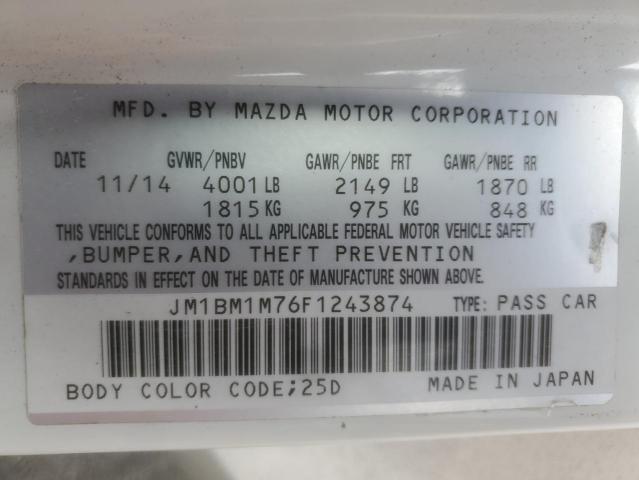 MFD. BY MAZDA MOTOR CORPORATION
DATE GVWR/PNBV GAWR/PNBE FRT GAWR/PNBE RR
11/14 4001 LB 2149 LB 1870 LB
1815 KG 975 KG 848 KG
THIS VEHICLE CONFORMS TO ALL APPLICABLE FEDERAL MOTOR VEHICLE SAFETY
,BUMPER,AND THEFT PREVENTION
STANDARDS IN EFFECT ON THE DATE OF MANUFACTURE SHOWN ABOVE.
JM1BM1M76F1243874 TYPE: PASS CAR
BODY COLOR CODE;25D MADE IN JAPAN